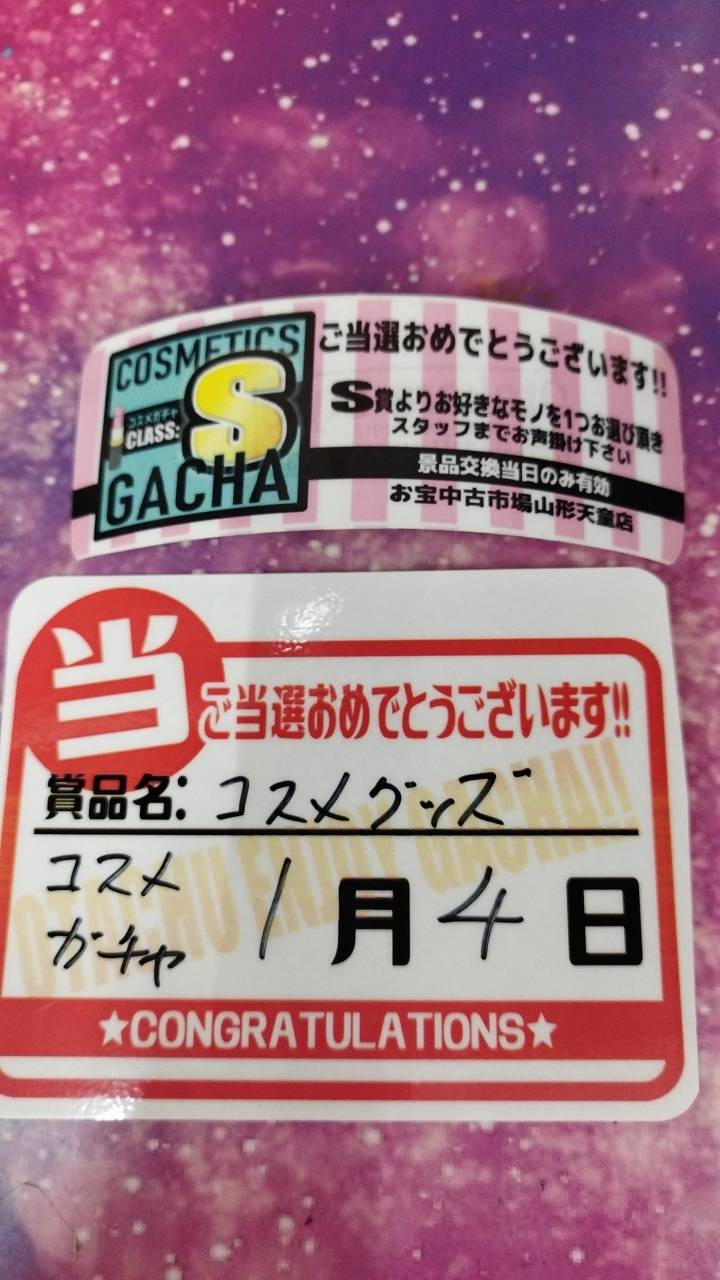 COSMETICS
コスメガチャ
CLASS:
S
GACHA
ご当選おめでとうございます!!
S賞よりお好きなモノを1つお選び頂き
スタッフまでお声掛け下さい
景品交換当日のみ有効
お宝中古市場山形天童店
当
ご当選おめでとうございます!!
賞品名: コスメグッズ
OTACHU ENJOY GACHA!!
コスメ
ガチャ
1月4日
★CONGRATULATIONS★